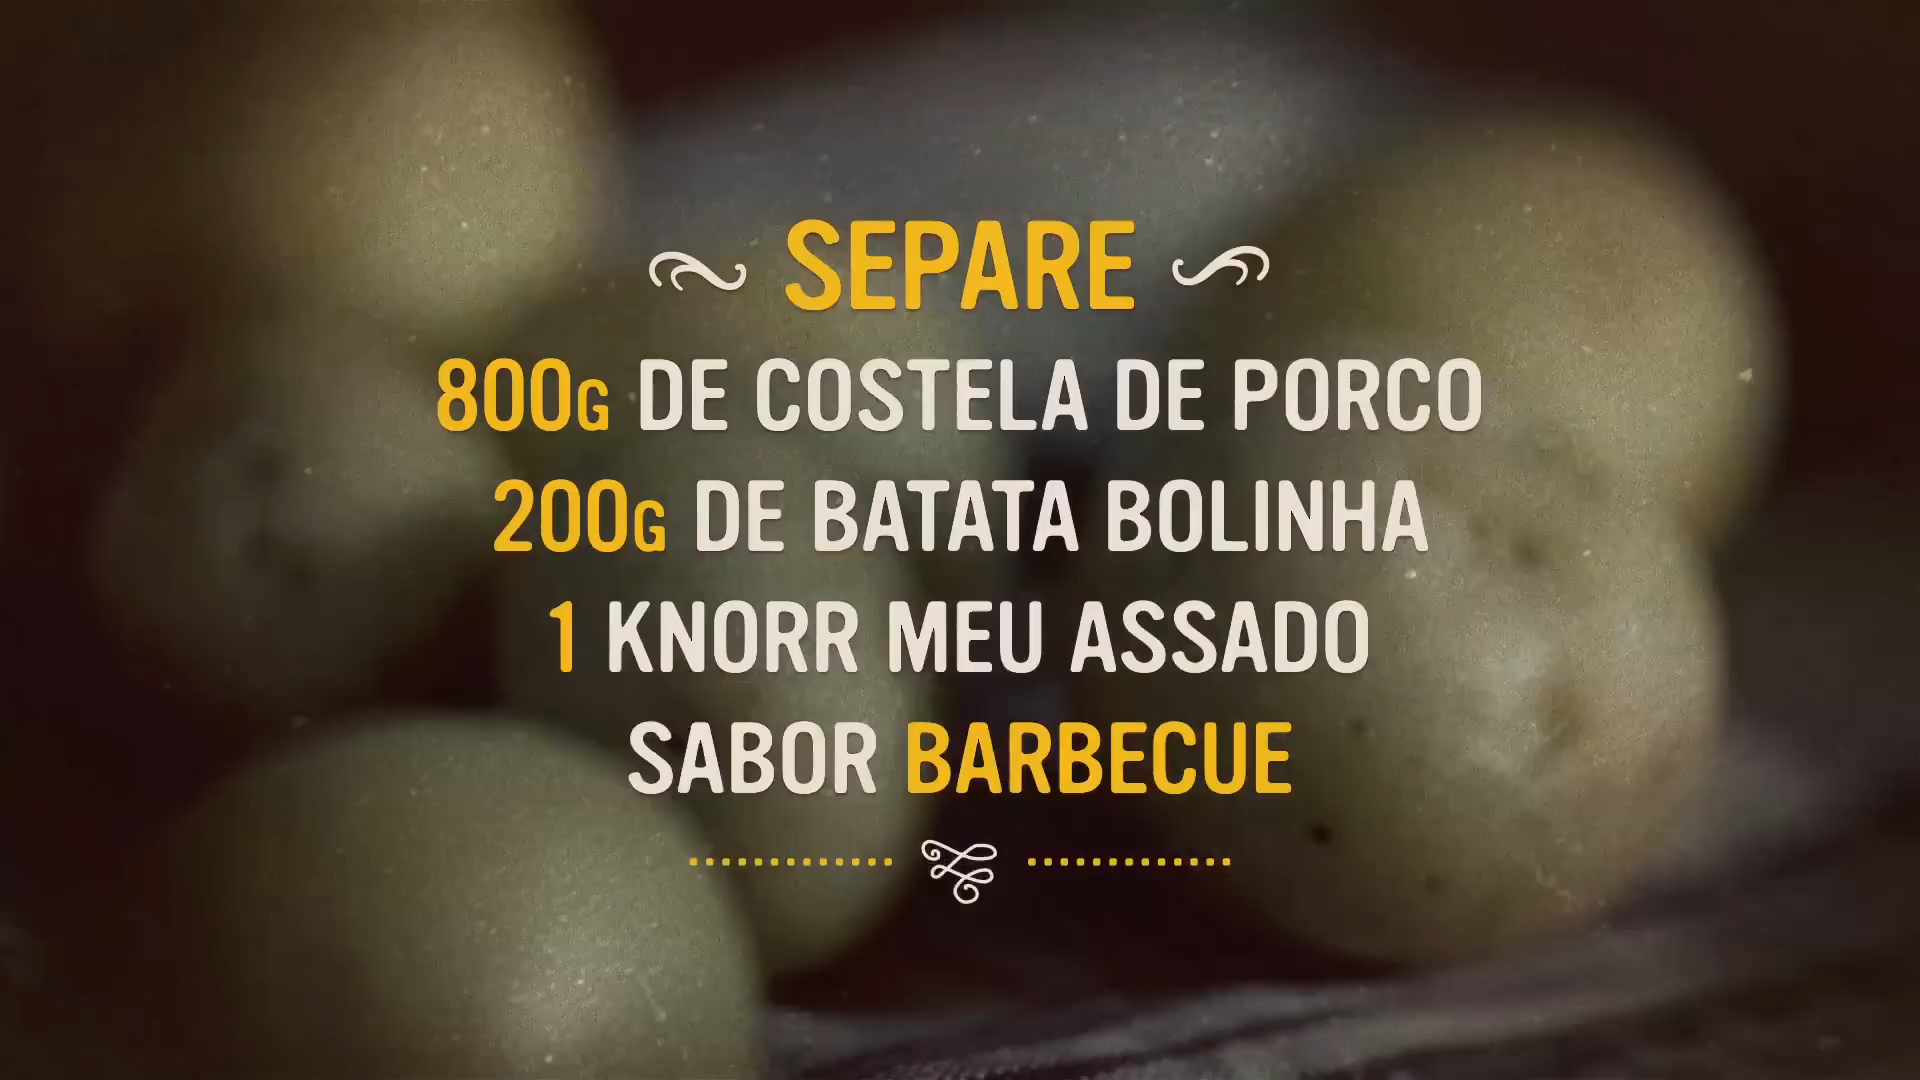 SEPARE
800G DE COSTELA DE PORCO
200G DE BATATA BOLINHA
1 KNORR MEU ASSADO
SABOR BARBECUE